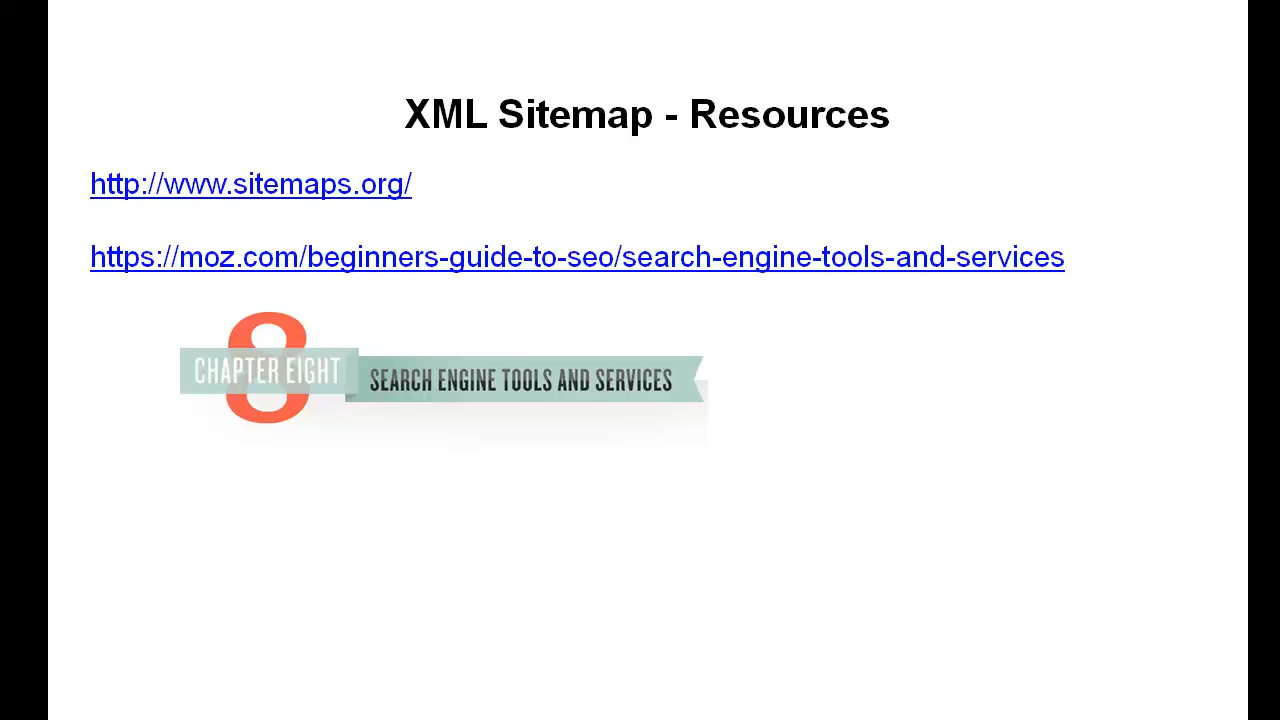 XML Sitemap - Resources
http://www.sitemaps.org/
https://moz.com/beginners-guide-to-seo/search-engine-tools-and-services
8
CHAPTER EIGHT
SEARCH ENGINE TOOLS AND SERVICES